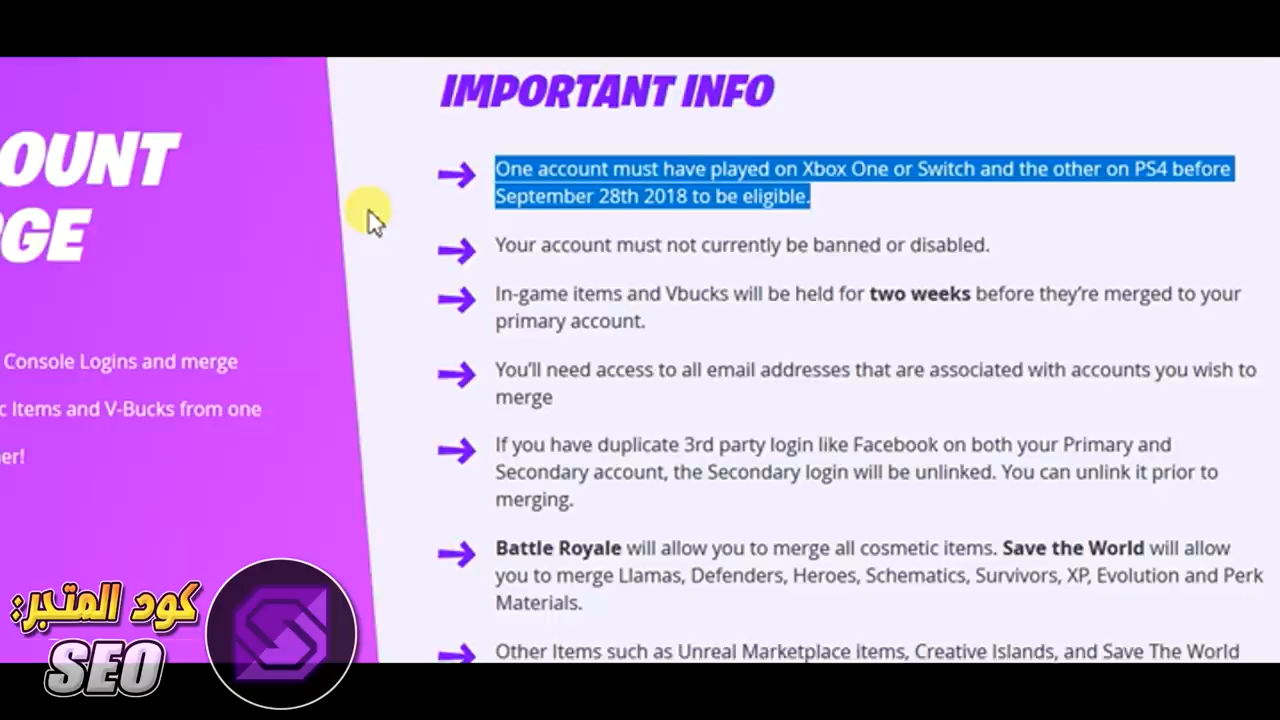 OUNT
GE
Console Logins and merge
c Items and V-Bucks from one
er!
IMPORTANT INFO
One account must have played on Xbox One or Switch and the other on PS4 before
September 28th 2018 to be eligible.
Your account must not currently be banned or disabled.
In-game items and Vbucks will be held for two weeks before they’re merged to your
primary account.
You’ll need access to all email addresses that are associated with accounts you wish to
merge
If you have duplicate 3rd party login like Facebook on both your Primary and
Secondary account, the Secondary login will be unlinked. You can unlink it prior to
merging.
Battle Royale will allow you to merge all cosmetic items. Save the World will allow
you to merge Llamas, Defenders, Heroes, Schematics, Survivors, XP, Evolution and Perk
Materials.
Other Items such as Unreal Marketplace items, Creative Islands, and Save The World
كود المتجر:
SEO